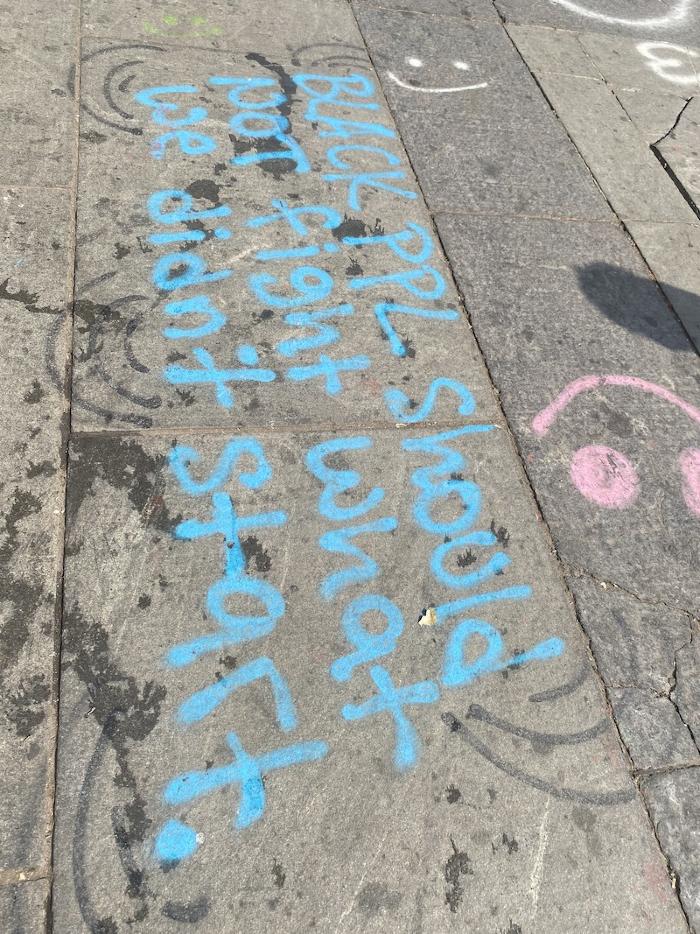 BLACK PPL should
noT fight what
we didn't start.